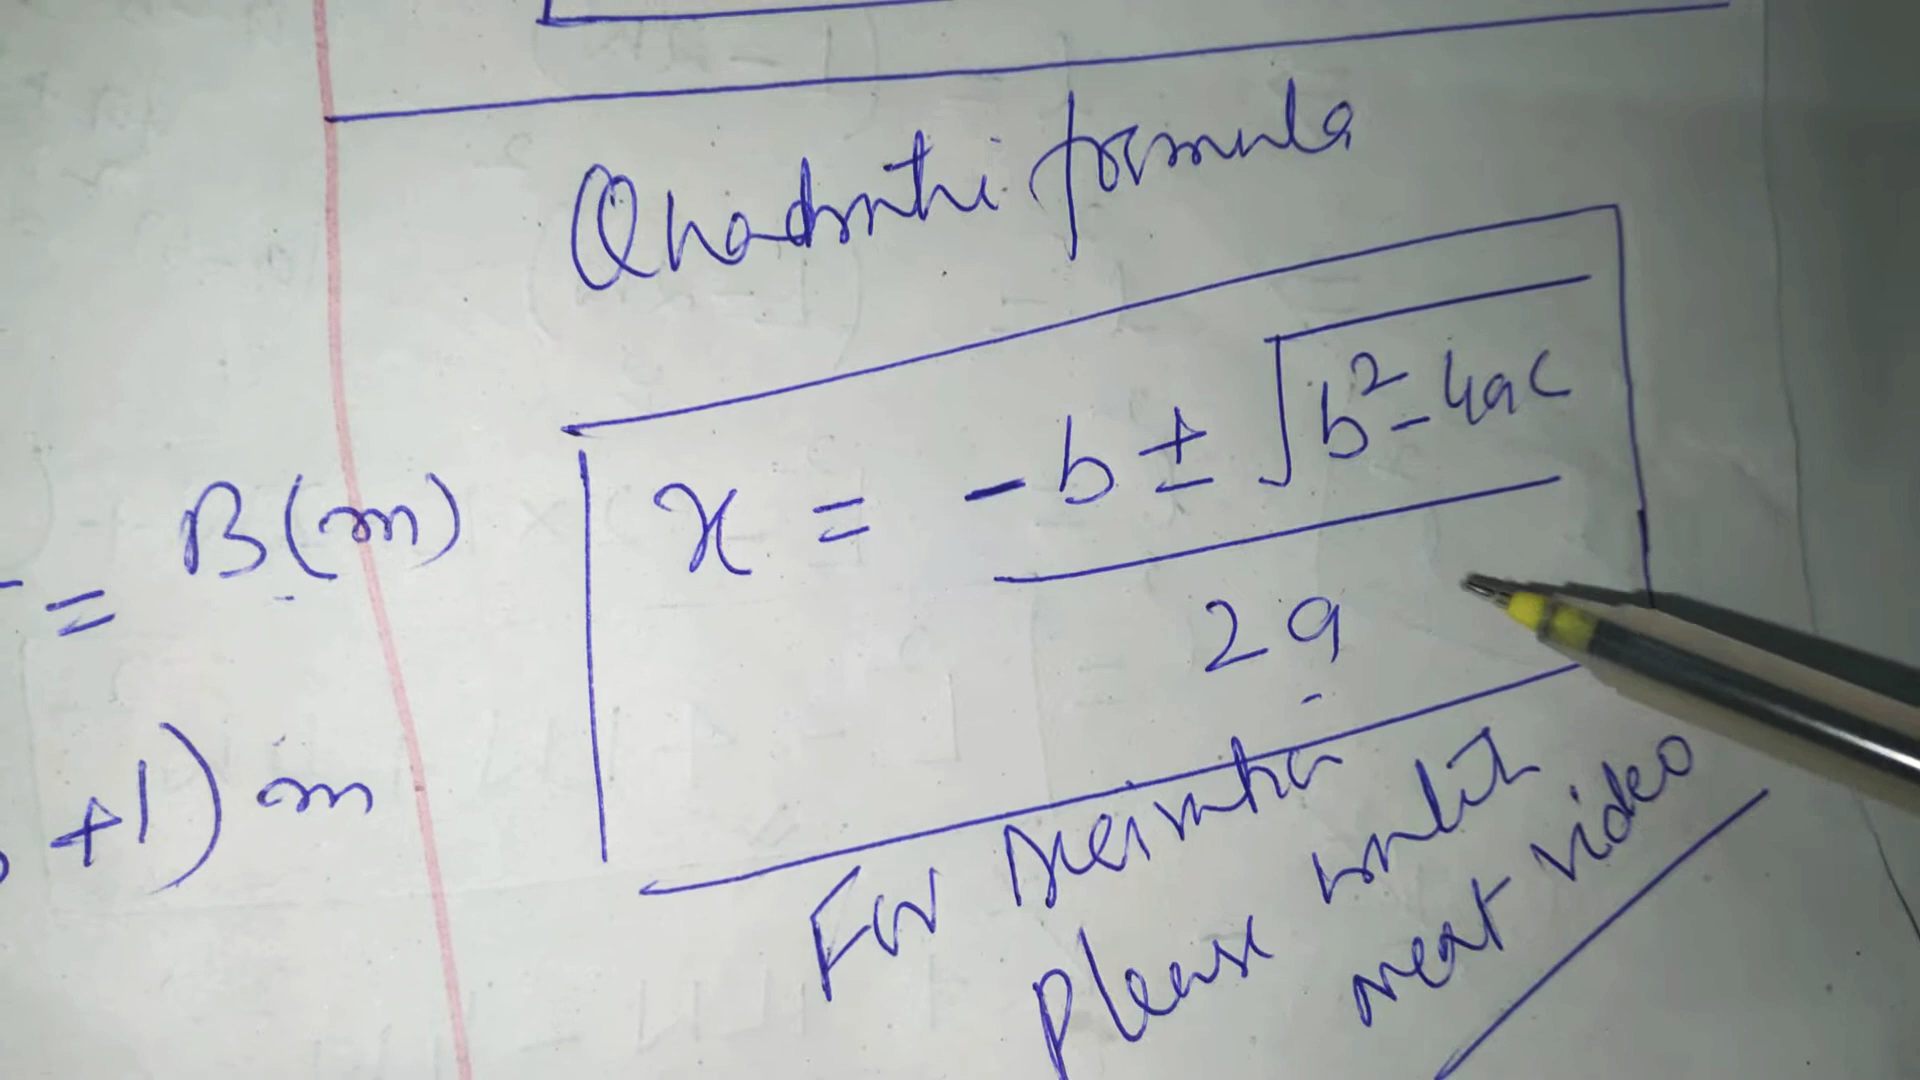 Quadratic formula
x = -b ± √b² - 4ac
2a
= B(m)
+1) m
For Derivation
please watch
next video